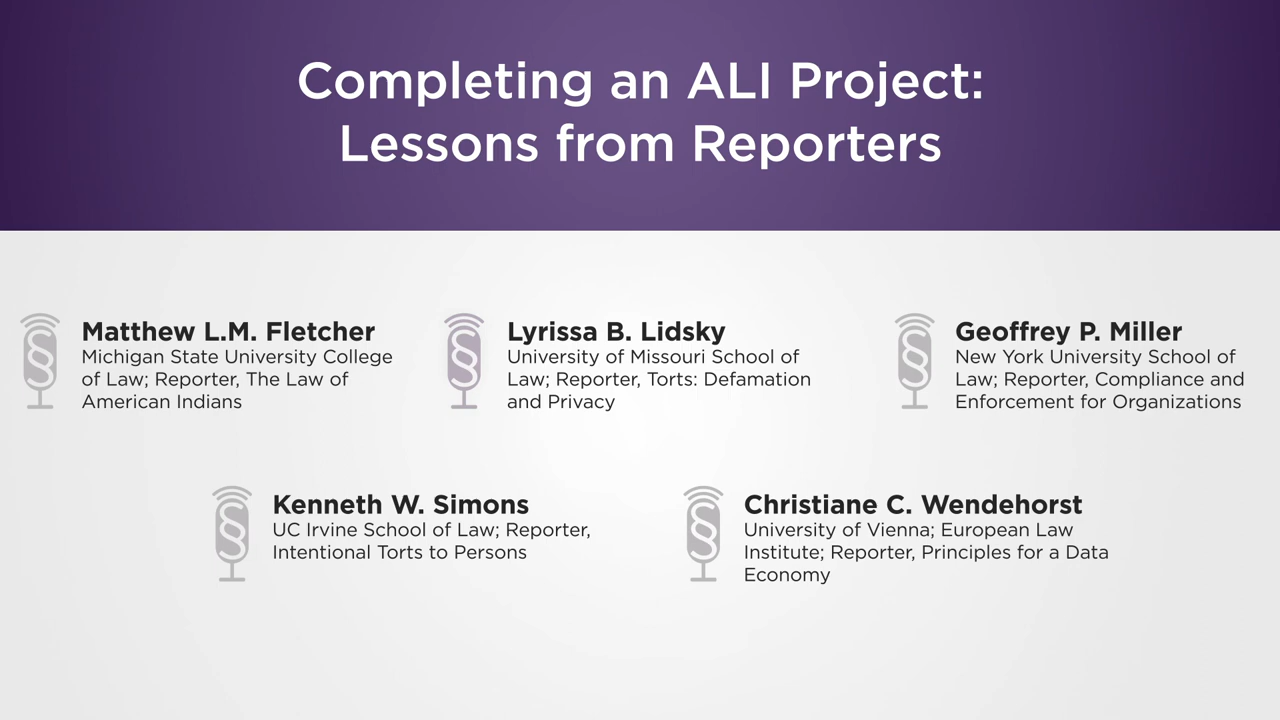 Completing an ALI Project:
Lessons from Reporters
Matthew L.M. Fletcher
Michigan State University College
of Law; Reporter, The Law of
American Indians
Lyrissa B. Lidsky
University of Missouri School of
Law; Reporter, Torts: Defamation
and Privacy
Geoffrey P. Miller
New York University School of
Law; Reporter, Compliance and
Enforcement for Organizations
Kenneth W. Simons
UC Irvine School of Law; Reporter,
Intentional Torts to Persons
Christiane C. Wendehorst
University of Vienna; European Law
Institute; Reporter, Principles for a Data
Economy